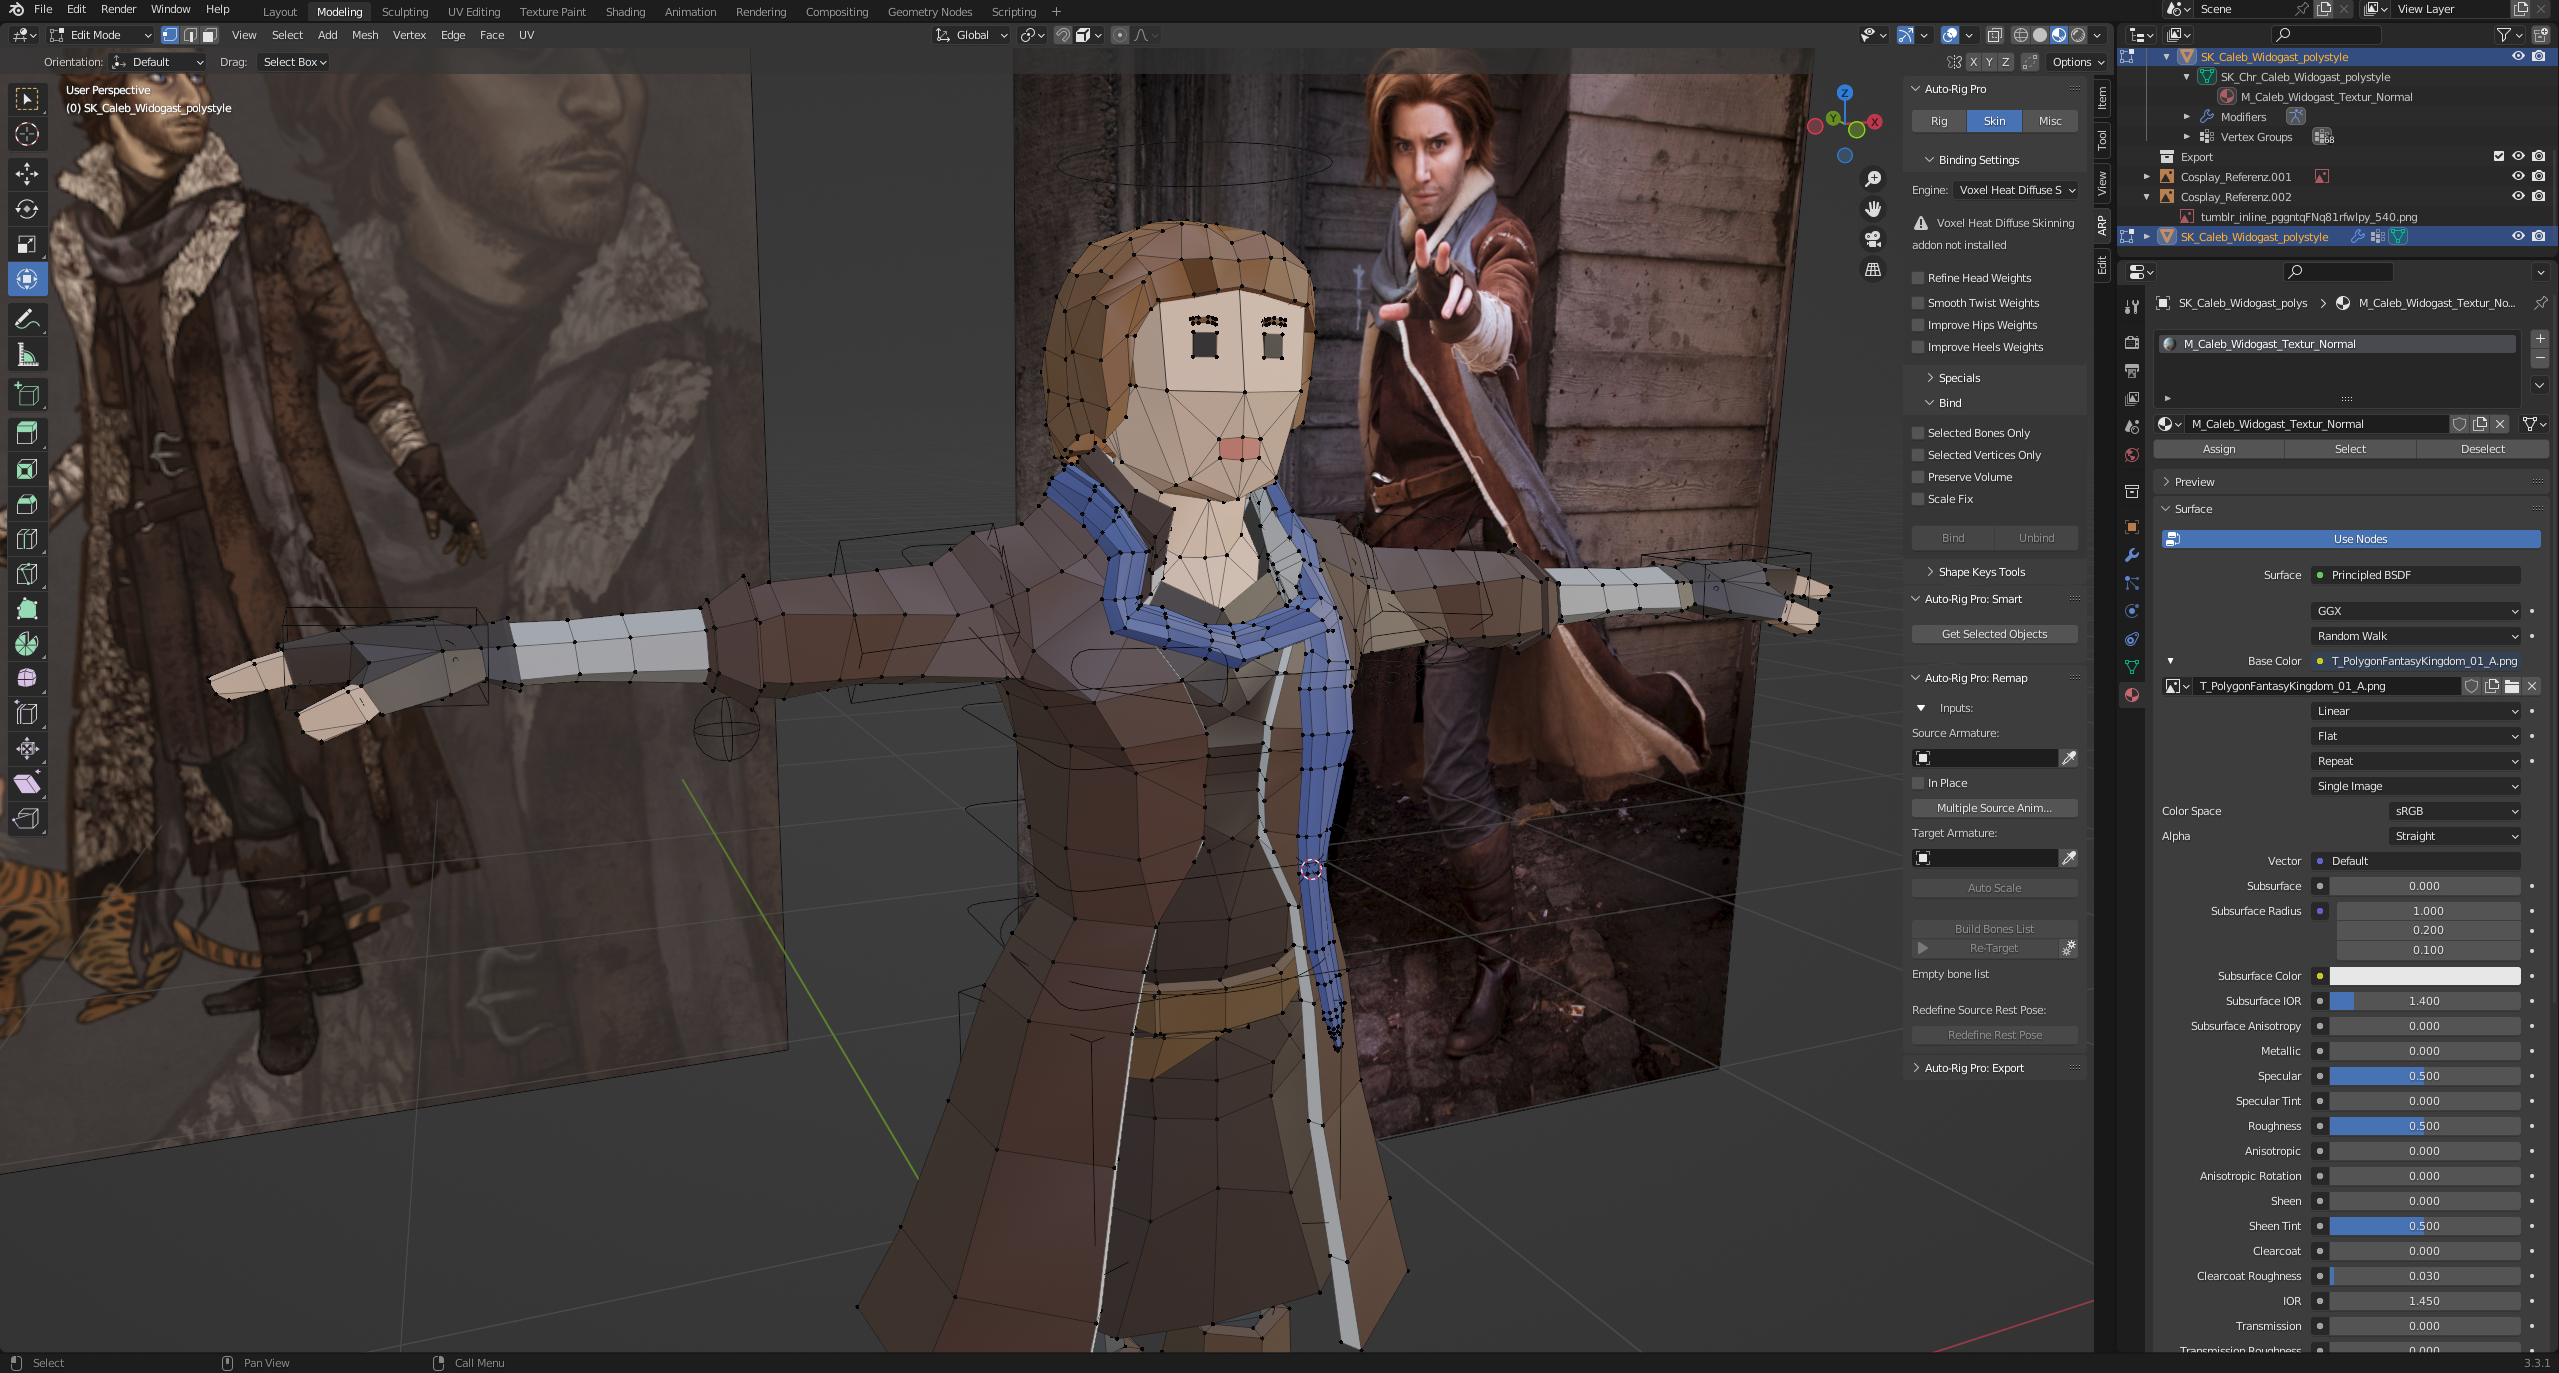 File Edit Render Window Help
Layout Modeling Sculpting UV Editing Texture Paint Shading Animation Rendering Compositing Geometry Nodes Scripting +
Scene
View Layer
Edit Mode View Select Add Mesh Vertex Edge Face UV
Global
Orientation: Default Drag: Select Box
X Y Z Options
User Perspective
(0) SK_Caleb_Widogast_polystyle
Z
Y
X
Auto-Rig Pro
Rig Skin Misc
Binding Settings
Engine: Voxel Heat Diffuse S
Voxel Heat Diffuse Skinning
addon not installed
Refine Head Weights
Smooth Twist Weights
Improve Hips Weights
Improve Heels Weights
Specials
Bind
Selected Bones Only
Selected Vertices Only
Preserve Volume
Scale Fix
Bind Unbind
Shape Keys Tools
Auto-Rig Pro: Smart
Get Selected Objects
Auto-Rig Pro: Remap
Inputs:
Source Armature:
In Place
Multiple Source Anim...
Target Armature:
Auto Scale
Build Bones List
Re-Target
Empty bone list
Redefine Source Rest Pose:
Redefine Rest Pose
Auto-Rig Pro: Export
Item
Tool
View
ARP
Edit
SK_Caleb_Widogast_polystyle
SK_Chr_Caleb_Widogast_polystyle
M_Caleb_Widogast_Textur_Normal
Modifiers
Vertex Groups 68
Export
Cosplay_Referenz.001
Cosplay_Referenz.002
tumblr_inline_pggntqFNq81rfwlpy_540.png
SK_Caleb_Widogast_polystyle
SK_Caleb_Widogast_polys > M_Caleb_Widogast_Textur_No...
M_Caleb_Widogast_Textur_Normal
M_Caleb_Widogast_Textur_Normal
Assign Select Deselect
Preview
Surface
Use Nodes
Surface Principled BSDF
GGX
Random Walk
Base Color T_PolygonFantasyKingdom_01_A.png
T_PolygonFantasyKingdom_01_A.png
Linear
Flat
Repeat
Single Image
Color Space sRGB
Alpha Straight
Vector Default
Subsurface 0.000
Subsurface Radius 1.000
0.200
0.100
Subsurface Color
Subsurface IOR 1.400
Subsurface Anisotropy 0.000
Metallic 0.000
Specular 0.500
Specular Tint 0.000
Roughness 0.500
Anisotropic 0.000
Anisotropic Rotation 0.000
Sheen 0.000
Sheen Tint 0.500
Clearcoat 0.000
Clearcoat Roughness 0.030
IOR 1.450
Transmission 0.000
Transmission Roughness 0.000
Select Pan View Call Menu
3.3.1